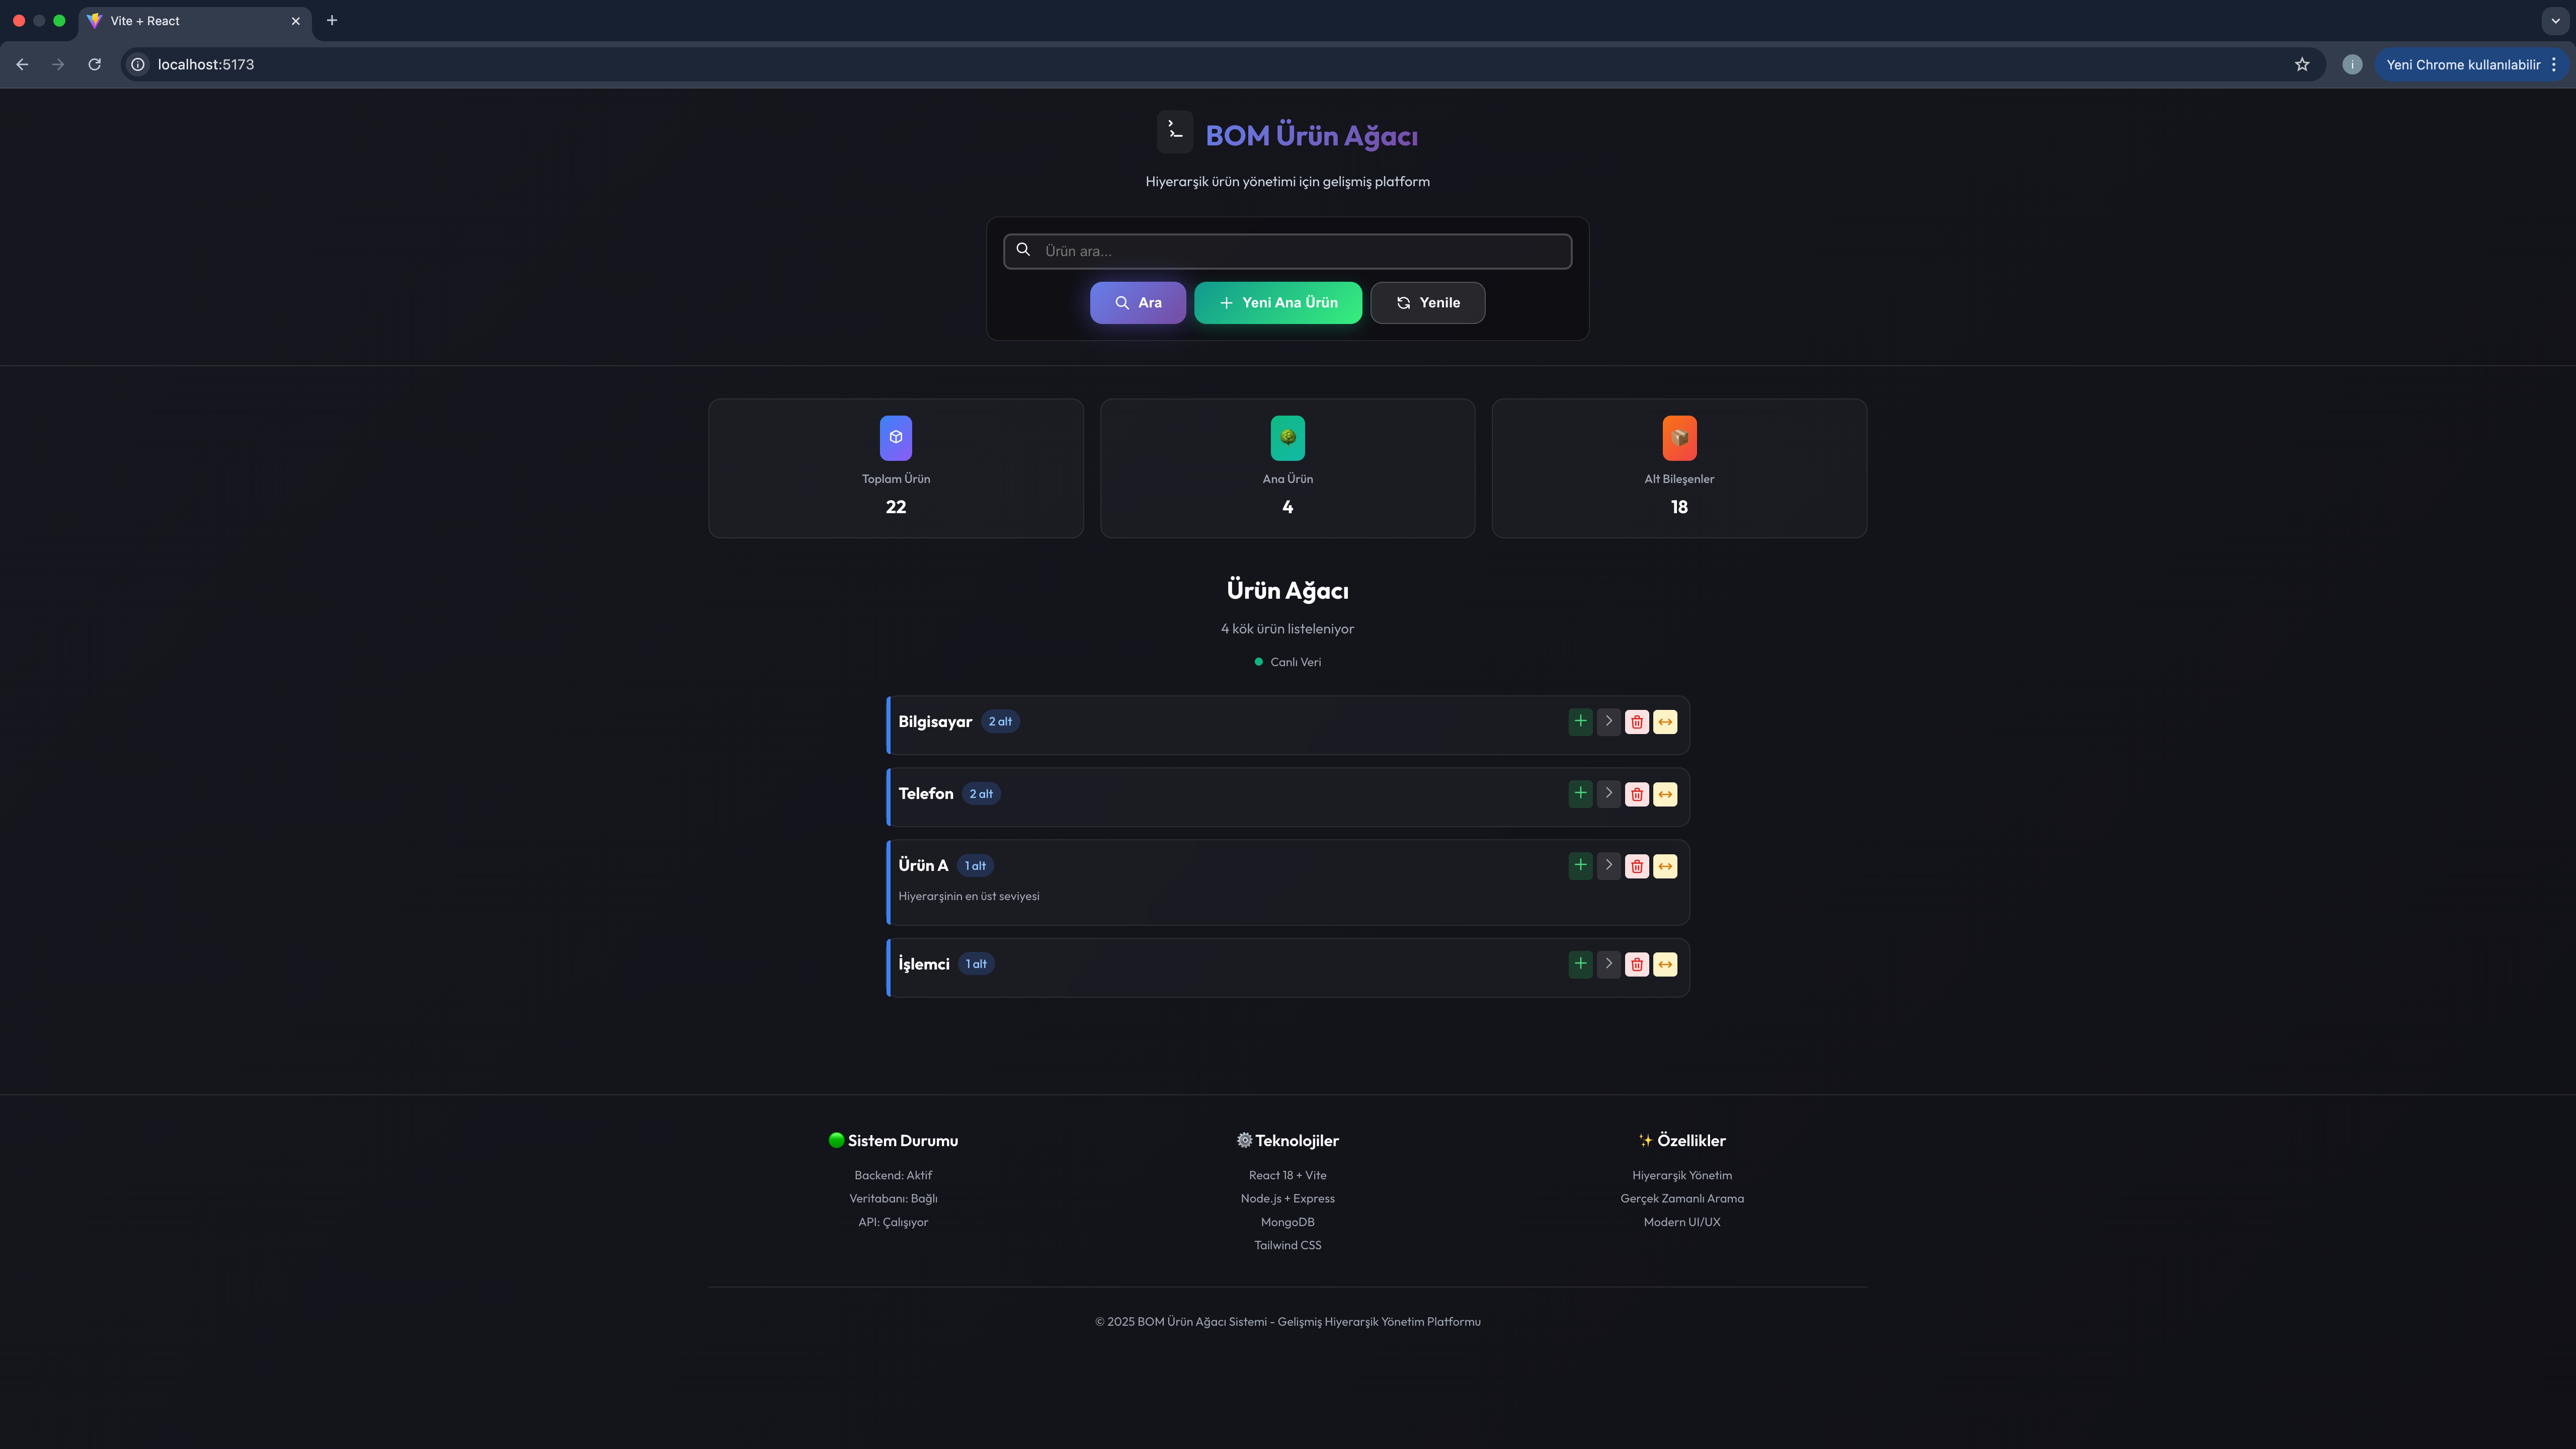 Vite + React
localhost:5173
Yeni Chrome kullanılabilir
BOM Ürün Ağacı
Hiyerarşik ürün yönetimi için gelişmiş platform
Ürün ara...
Ara
Yeni Ana Ürün
Yenile
Toplam Ürün
22
Ana Ürün
4
Alt Bileşenler
18
Ürün Ağacı
4 kök ürün listeleniyor
Canlı Veri
Bilgisayar 2 alt
Telefon 2 alt
Ürün A 1 alt
Hiyerarşinin en üst seviyesi
İşlemci 1 alt
Sistem Durumu
Backend: Aktif
Veritabanı: Bağlı
API: Çalışıyor
Teknolojiler
React 18 + Vite
Node.js + Express
MongoDB
Tailwind CSS
Özellikler
Hiyerarşik Yönetim
Gerçek Zamanlı Arama
Modern UI/UX
© 2025 BOM Ürün Ağacı Sistemi - Gelişmiş Hiyerarşik Yönetim Platformu